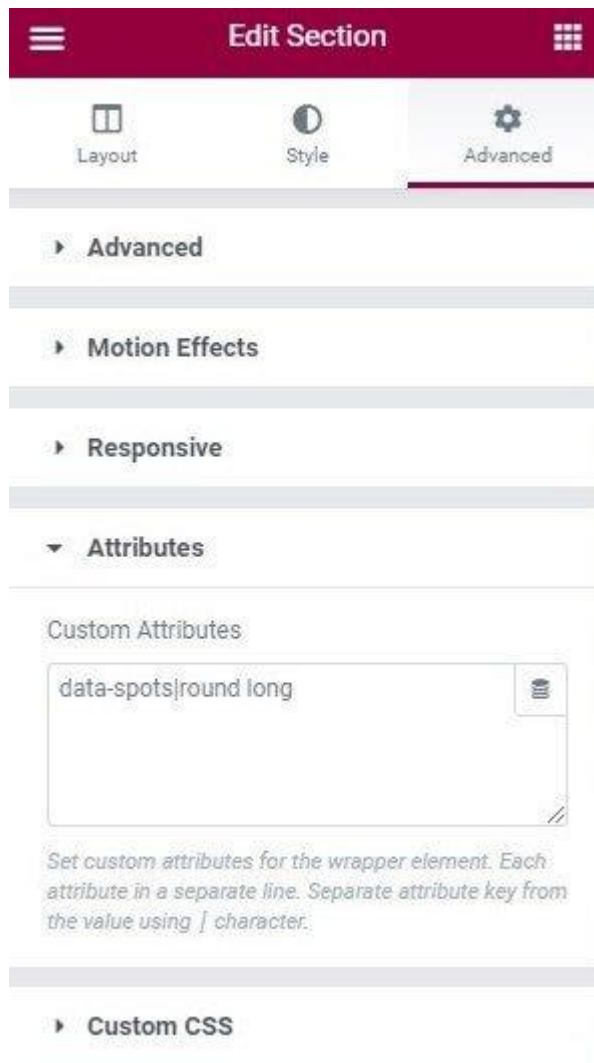 Edit Section
Layout
Style
Advanced
Advanced
Motion Effects
Responsive
Attributes
Custom Attributes
data-spots|round long
Set custom attributes for the wrapper element. Each
attribute in a separate line. Separate attribute key from
the value using | character.
Custom CSS